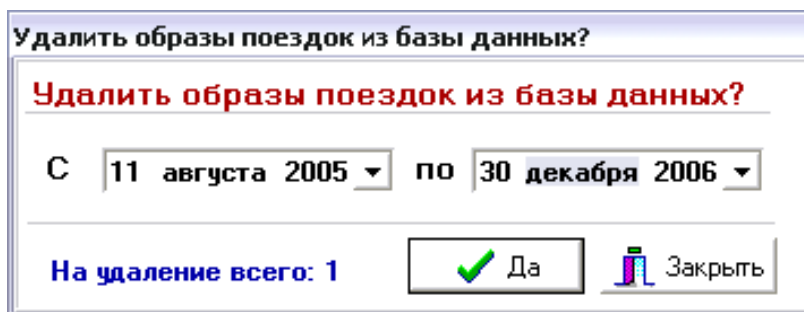 Удалить образы поездок из базы данных?
Удалить образы поездок из базы данных?
С 11 августа 2005 по 30 декабря 2006
На удаление всего: 1 Да Закрыть